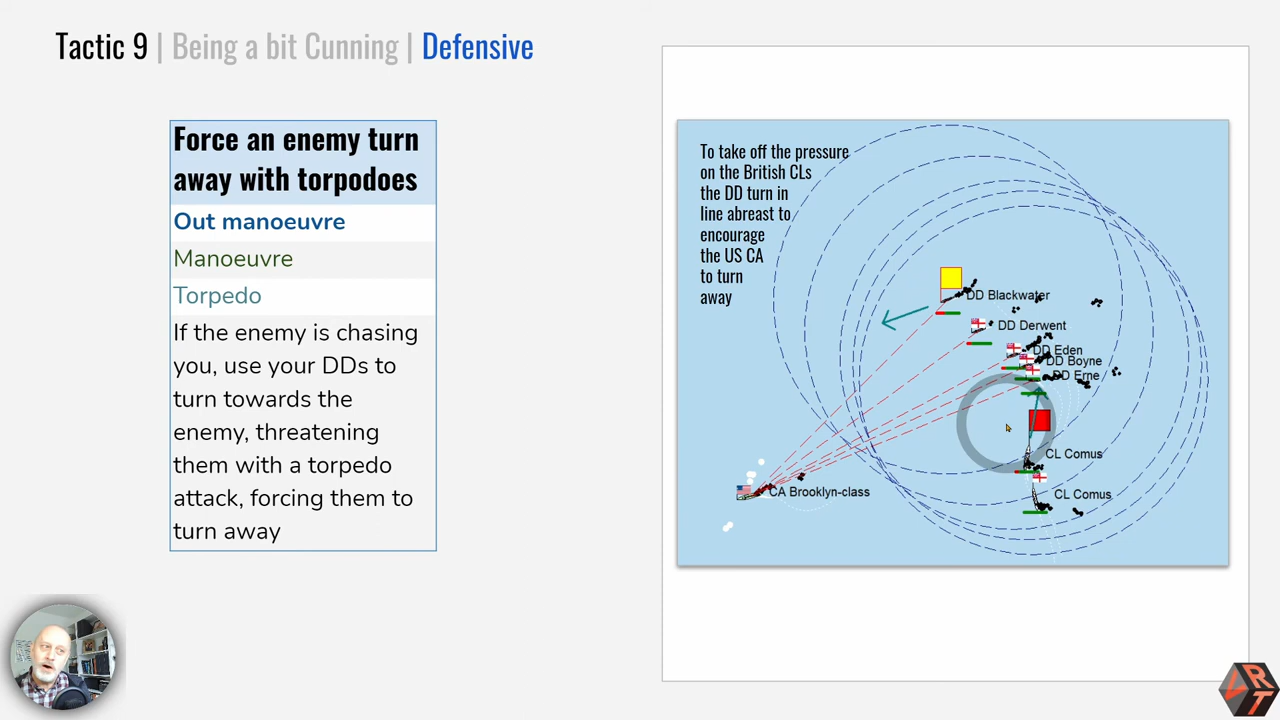 Tactic 9 | Being a bit Cunning | Defensive
Force an enemy turn
away with torpodoes
Out manoeuvre
Manoeuvre
Torpedo
If the enemy is chasing
you, use your DDs to
turn towards the
enemy, threatening
them with a torpedo
attack, forcing them to
turn away
To take off the pressure
on the British CLs
the DD turn in
line abreast to
encourage
the US CA
to turn
away
DD Blackwater
DD Derwent
DD Eden
DD Boyne
DD Erne
CL Comus
CA Brooklyn-class
CL Comus
RT